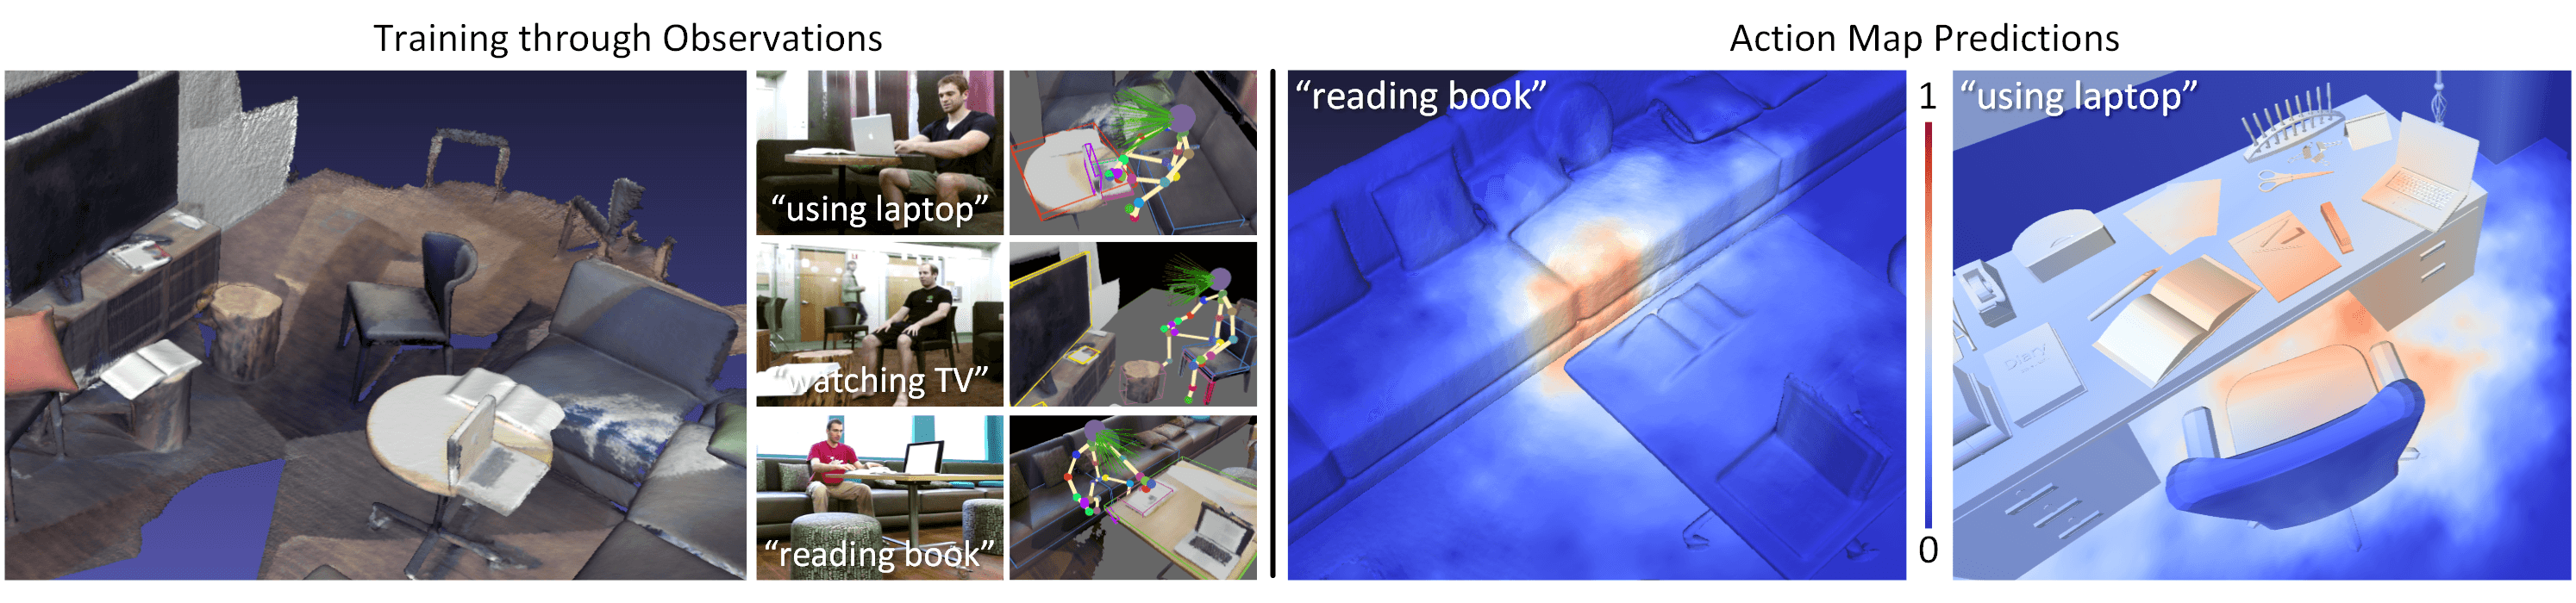 Training through Observations
Action Map Predictions
“using laptop”
“watching TV”
“reading book”
“reading book”
1
0
“using laptop”
Diary